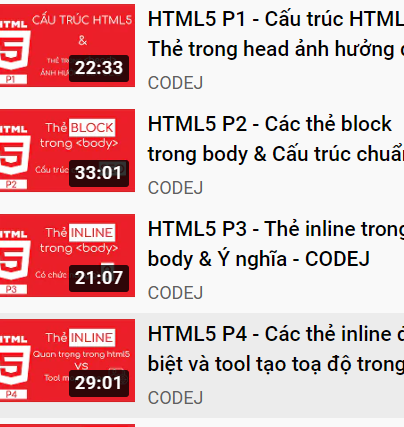 HTML
CẤU TRÚC HTML5
&
P1
22:33
HTML5 P1 - Cấu trúc HTML
Thẻ trong head ảnh hưởng
CODEJ
HTML
Thẻ BLOCK
trong <body>
Cấu trúc
P2
33:01
HTML5 P2 - Các thẻ block
trong body & Cấu trúc chuẩn
CODEJ
HTML
Thẻ INLINE
trong <body>
Có chức
P3
21:07
HTML5 P3 - Thẻ inline trong
body & Ý nghĩa - CODEJ
CODEJ
HTML
Thẻ INLINE
Quan trọng trong html5
VS
Tool
P4
29:01
HTML5 P4 - Các thẻ inline
biệt và tool tạo toạ độ trong
CODEJ